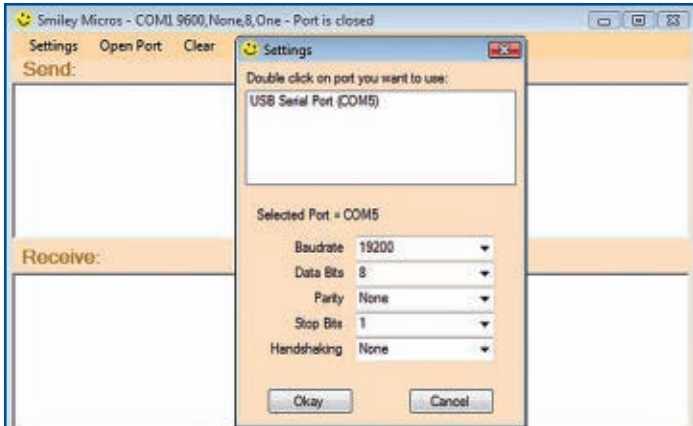 Smiley Micros - COM1 9600,None,8,One - Port is closed
Settings Open Port Clear
Send:
Receive:
Settings
Double click on port you want to use:
USB Serial Port (COM5)
Selected Port = COM5
Baudrate 19200
Data Bits 8
Parity None
Stop Bits 1
Handshaking None
Okay Cancel